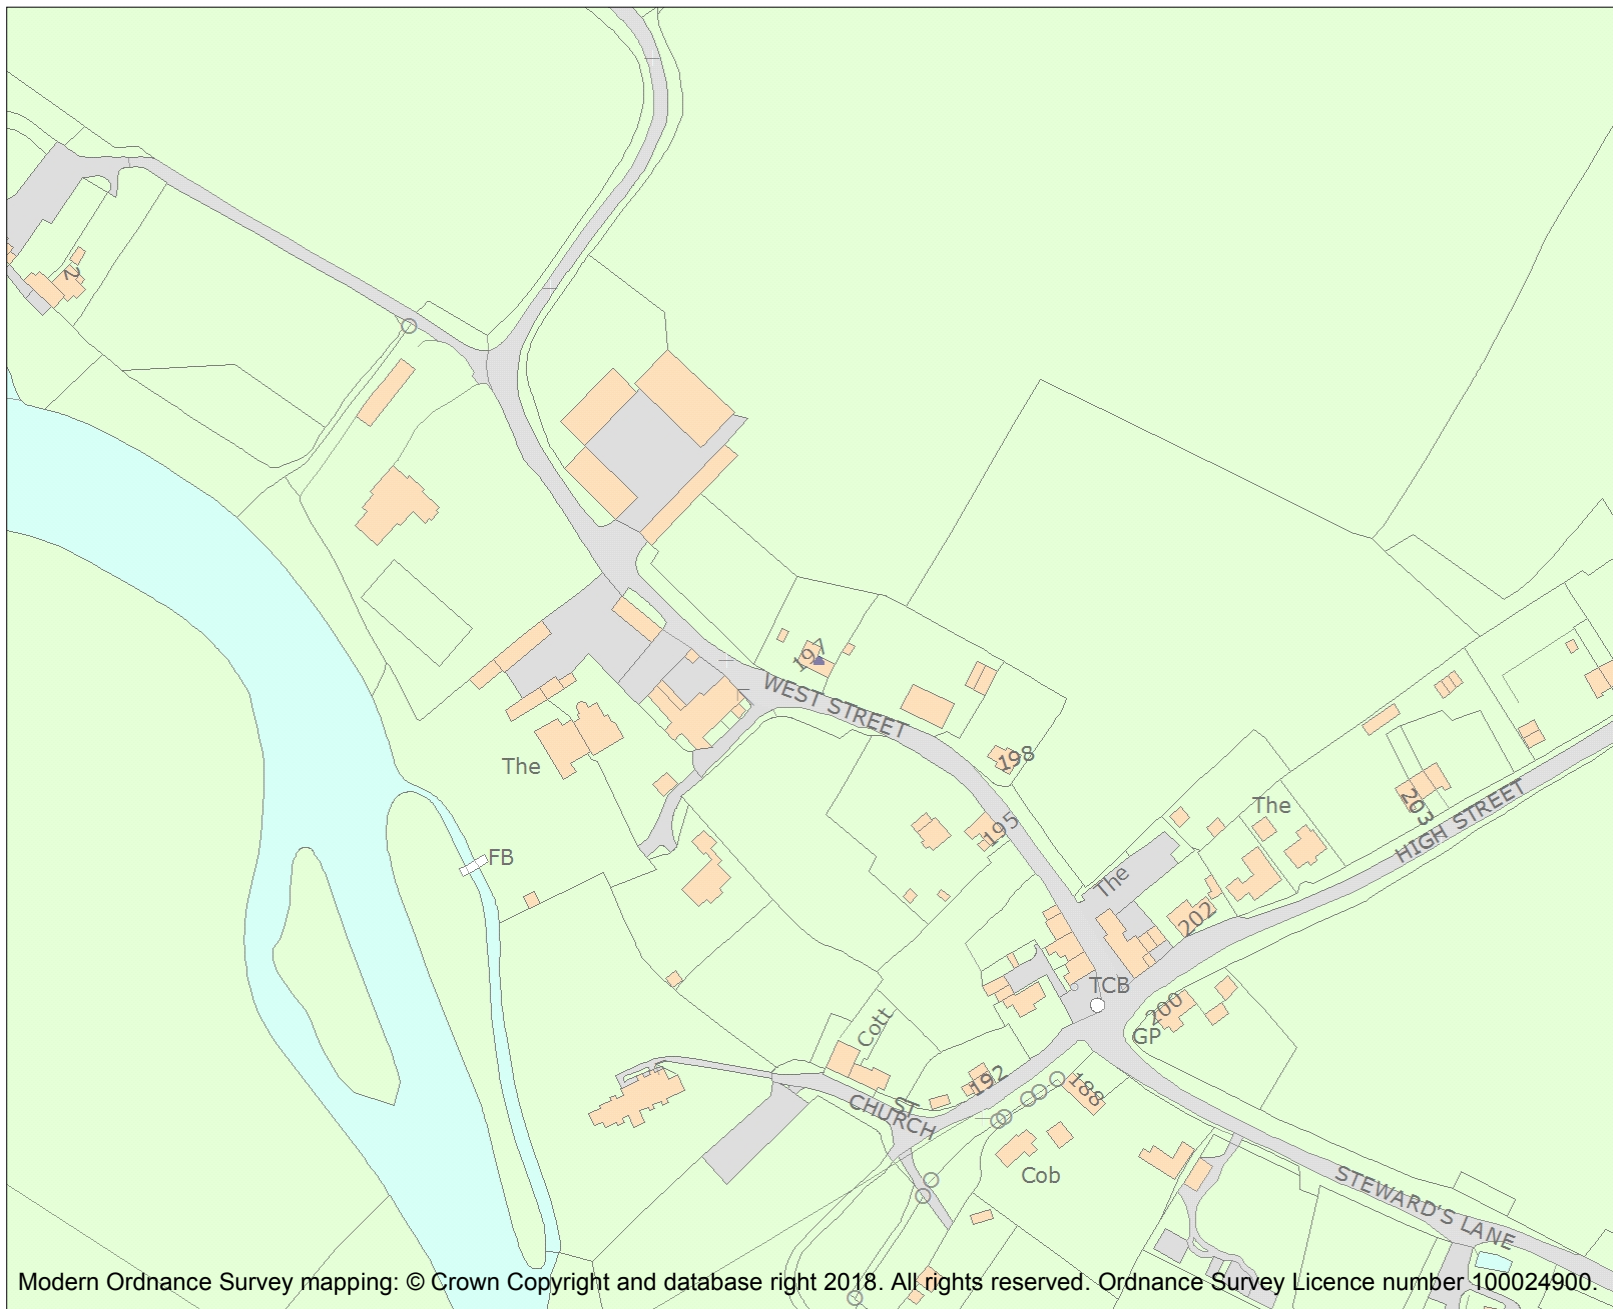 2
197
WEST STREET
198
The
The
195
203
HIGH STREET
FB
The
202
TCB
200
GP
Cott
192
188
CHURCH
ST
Cob
STEWARD'S LANE
Modern Ordnance Survey mapping: © Crown Copyright and database right 2018. All rights reserved. Ordnance Survey Licence number 100024900.